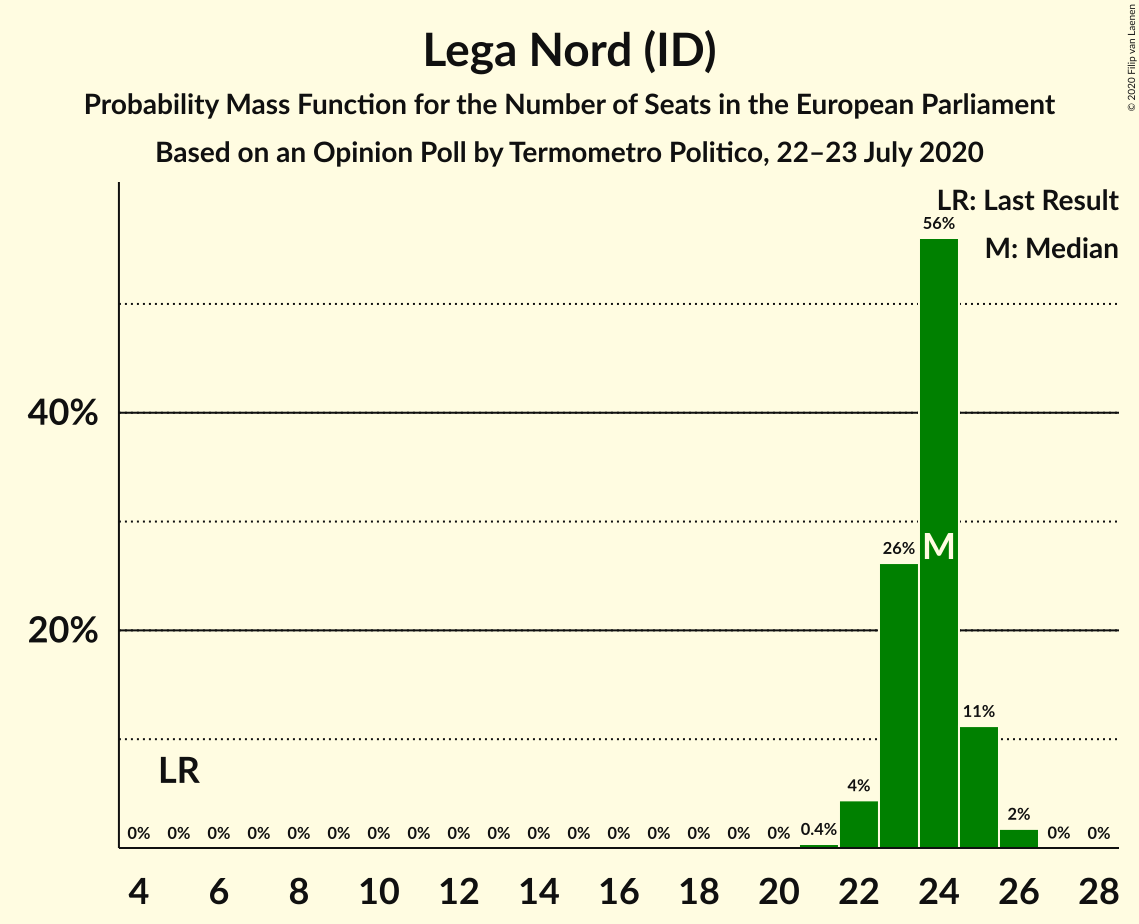 Lega Nord (ID)
Probability Mass Function for the Number of Seats in the European Parliament
Based on an Opinion Poll by Termometro Politico, 22–23 July 2020
© 2020 Filip van Laenen
LR: Last Result
M: Median
56%
40%
26%
M
20%
11%
LR
4%
2%
0% 0% 0% 0% 0% 0% 0% 0% 0% 0% 0% 0% 0% 0% 0% 0% 0% 0.4% 0% 0%
4 6 8 10 12 14 16 18 20 22 24 26 28